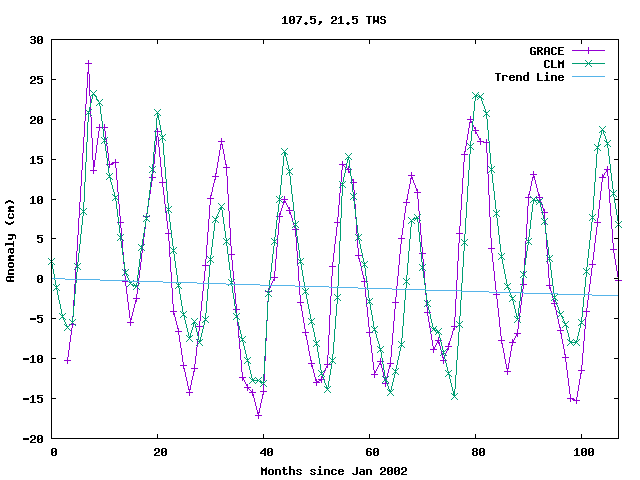 107.5, 21.5 TWS
GRACE
CLM
Trend Line
30
25
20
15
10
5
0
-5
-10
-15
-20
Anomaly (cm)
0 20 40 60 80 100
Months since Jan 2002